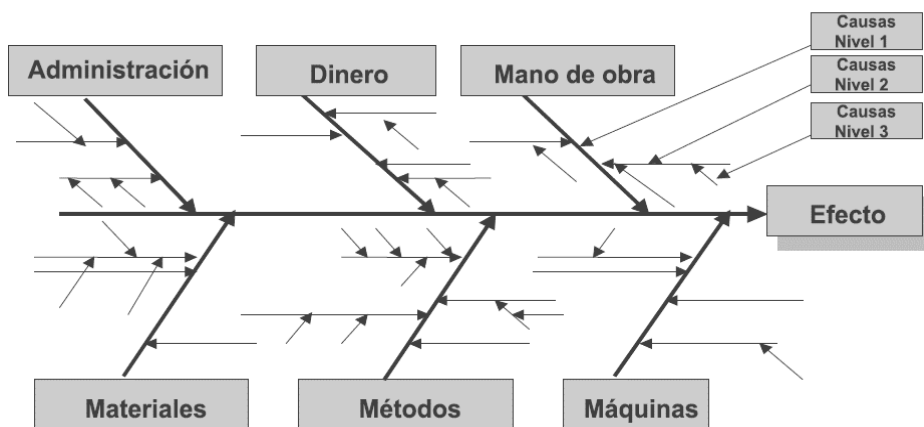 Causas
Nivel 1
Administración
Dinero
Mano de obra
Causas
Nivel 2
Causas
Nivel 3
Efecto
Materiales
Métodos
Máquinas